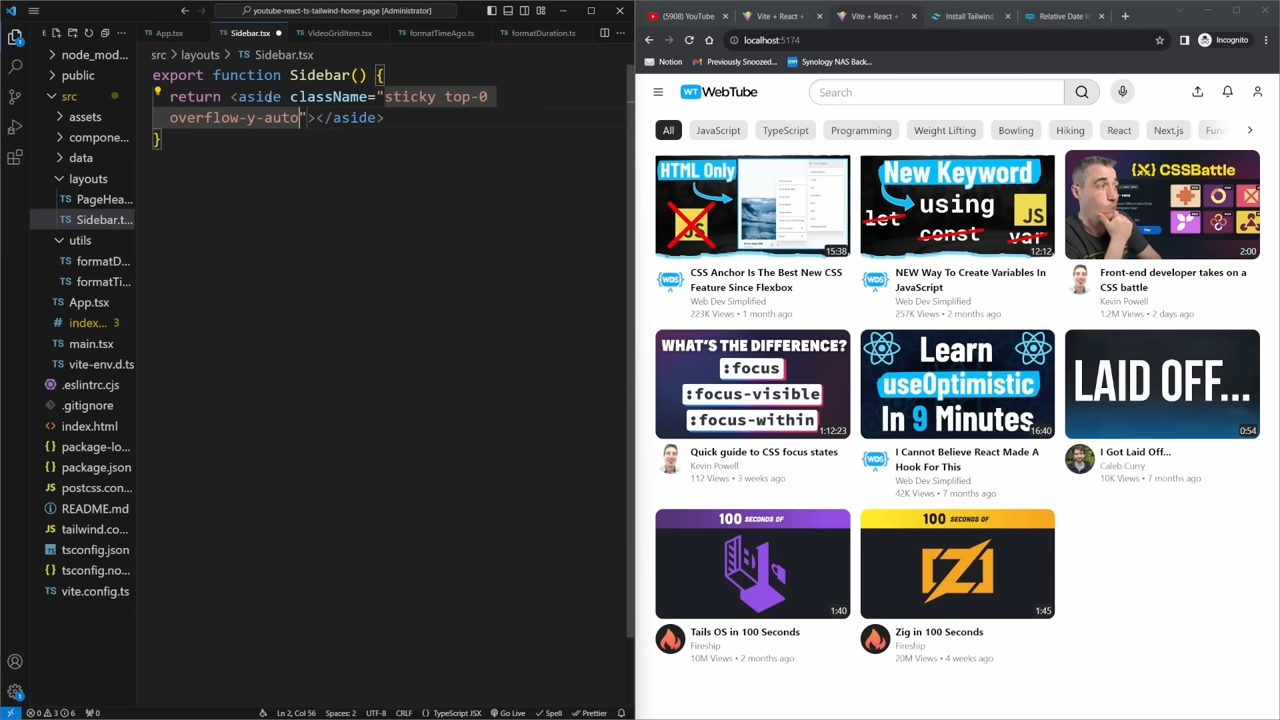 youtube-react-ts-tailwind-home-page [Administrator]
App.tsx
Sidebar.tsx
VideoGridItem.tsx
formatTimeAgo.ts
formatDuration.ts
src > layouts > Sidebar.tsx
export function Sidebar() {
return <aside className="sticky top-0
overflow-y-auto"></aside>
}
node_mod...
public
src
assets
compone...
data
layouts
PageHea...
Sidebar.t...
utils
formatD...
formatTi...
App.tsx
index... 3
main.tsx
vite-env.d.ts
.eslintrc.cjs
.gitignore
index.html
package-lo...
package.json
postcss.con...
README.md
tailwind.co...
tsconfig.json
tsconfig.no...
vite.config.ts
0 3 6
0
Ln 2, Col 56
Spaces: 2
UTF-8
CRLF
TypeScript JSX
Go Live
Spell
Prettier
(5908) YouTube
Vite + React +
Vite + React +
Install Tailwind
Relative Date i
localhost:5174
Incognito
Notion
Previously Snoozed...
Synology NAS Back...
WT WebTube
Search
All
JavaScript
TypeScript
Programming
Weight Lifting
Bowling
Hiking
React
Next.js
Func
HTML Only
JS
15:38
New Keyword
let
using
const
var
JS
12:12
{X} CSSBattle
2:00
WDS
CSS Anchor Is The Best New CSS
Feature Since Flexbox
Web Dev Simplified
223K Views • 1 month ago
WDS
NEW Way To Create Variables In
JavaScript
Web Dev Simplified
257K Views • 2 months ago
Front-end developer takes on a
CSS battle
Kevin Powell
1.2M Views • 2 days ago
WHAT'S THE DIFFERENCE?
:focus
:focus-visible
:focus-within
1:12:23
Learn
useOptimistic
In 9 Minutes
16:40
LAID OFF...
0:54
Quick guide to CSS focus states
Kevin Powell
112 Views • 3 weeks ago
WDS
I Cannot Believe React Made A
Hook For This
Web Dev Simplified
42K Views • 7 months ago
I Got Laid Off...
Caleb Curry
10K Views • 7 months ago
100 SECONDS OF
1:40
100 SECONDS OF
1:45
Tails OS in 100 Seconds
Fireship
10M Views • 2 months ago
Zig in 100 Seconds
Fireship
20M Views • 4 weeks ago